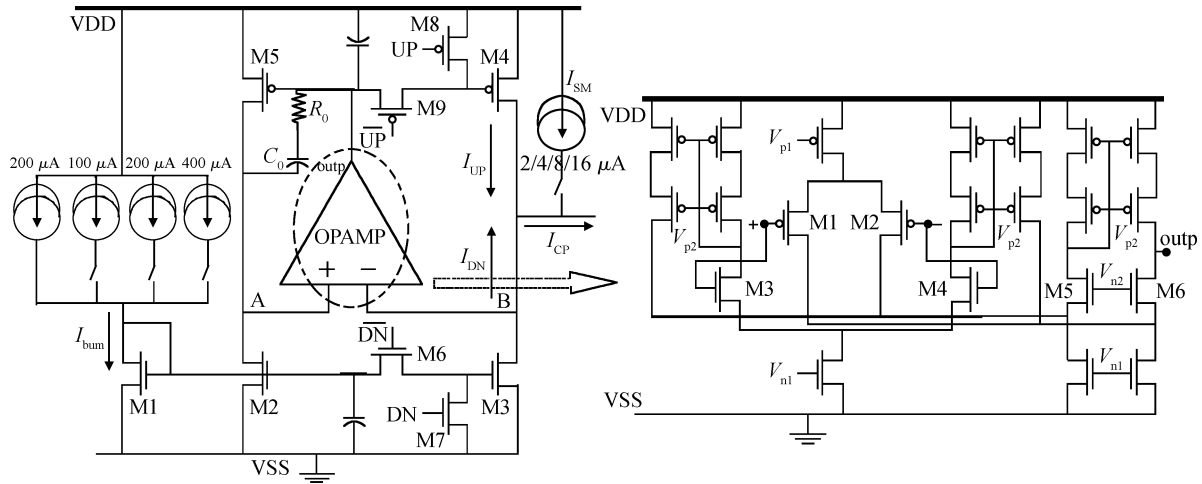 VDD
M8
UP
M5
M4
I_SM
R_0
M9
\overline{UP}
C_0
200 μA 100 μA 200 μA 400 μA
outp
I_UP
2/4/8/16 μA
OPAMP
I_CP
I_DN
+ −
A
B
\overline{DN}
I_bum
M6
M1
M2
M3
DN
M7
VSS
VDD
V_p1
+
M1
M2
−
V_p2
V_p2
V_p2
outp
M3
M4
M5
V_n2
M6
V_n1
V_n1
VSS